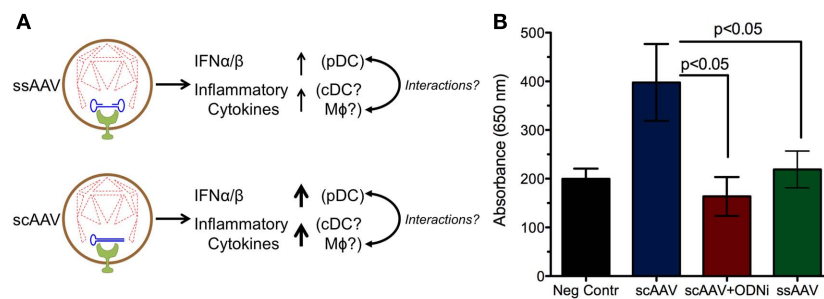 A
ssAAV
IFNα/β
(pDC)
Inflammatory
Cytokines
(cDC?
Mϕ?)
Interactions?
scAAV
IFNα/β
(pDC)
Inflammatory
Cytokines
(cDC?
Mϕ?)
Interactions?
B
p<0.05
p<0.05
Absorbance (650 nm)
500
400
300
200
100
0
Neg Contr
scAAV
scAAV+ODNi
ssAAV